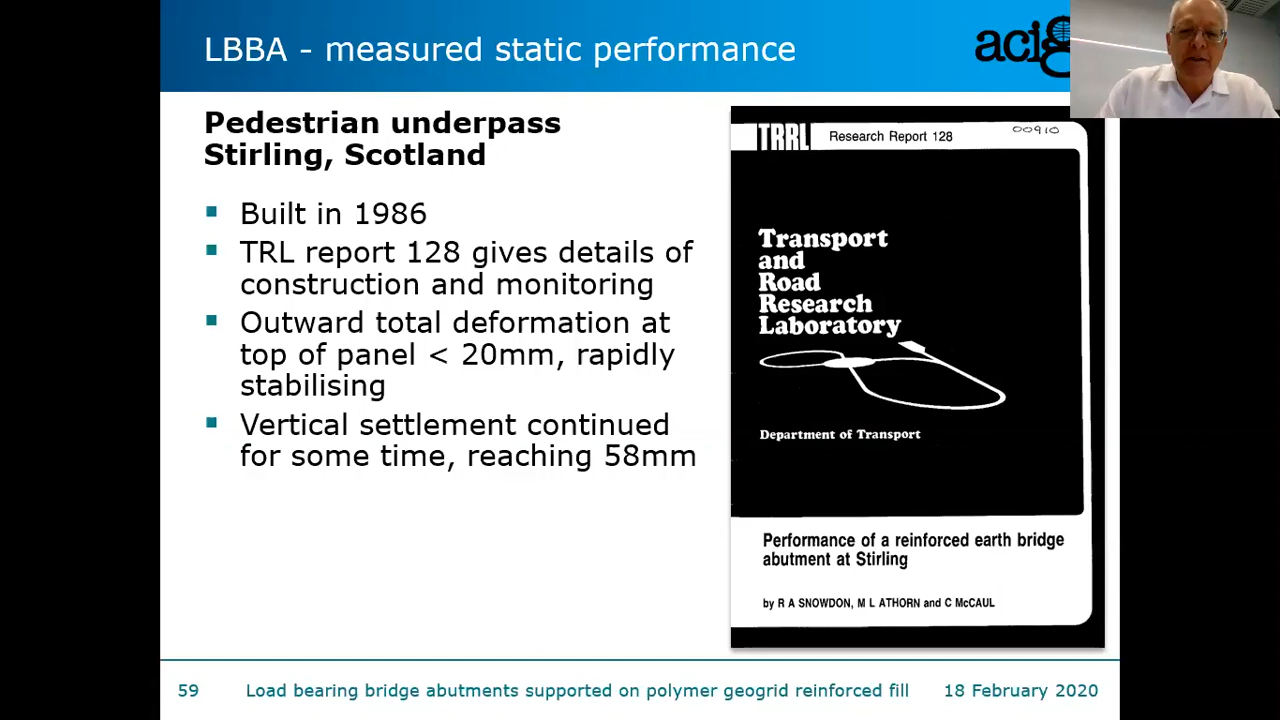 LBBA - measured static performance
acig
Pedestrian underpass
Stirling, Scotland
Built in 1986
TRL report 128 gives details of
construction and monitoring
Outward total deformation at
top of panel < 20mm, rapidly
stabilising
Vertical settlement continued
for some time, reaching 58mm
TRRL Research Report 128 00910
Transport
and
Road
Research
Laboratory
Department of Transport
Performance of a reinforced earth bridge
abutment at Stirling
by R A SNOWDON, M L ATHORN and C McCAUL
59 Load bearing bridge abutments supported on polymer geogrid reinforced fill 18 February 2020